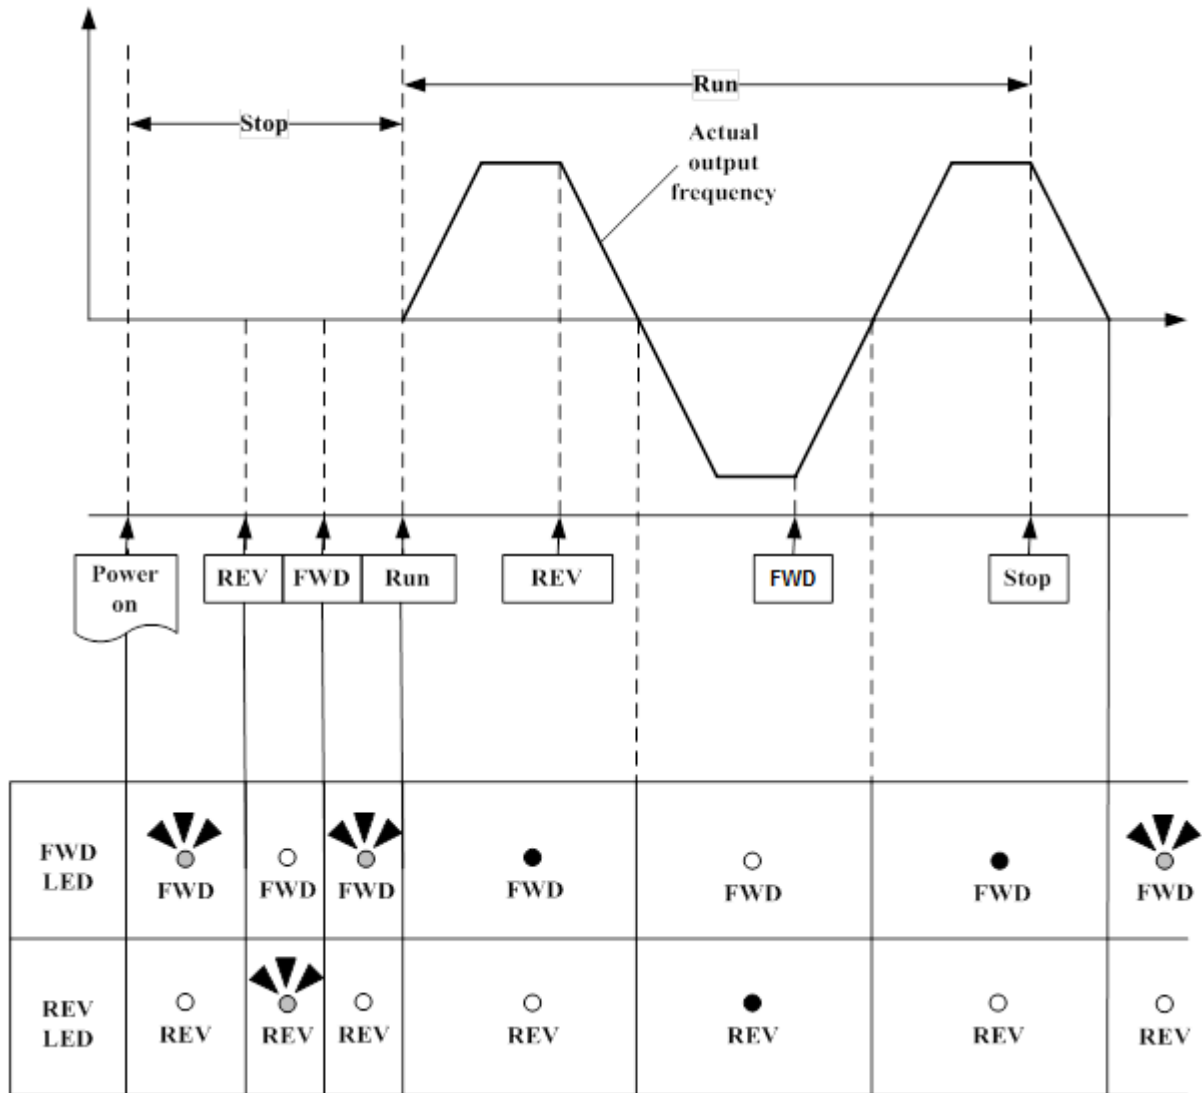 Run
Stop
Actual
output
frequency
Power
on
REV
FWD
Run
REV
FWD
Stop
FWD
LED
FWD
FWD
FWD
FWD
FWD
FWD
FWD
REV
LED
REV
REV
REV
REV
REV
REV
REV